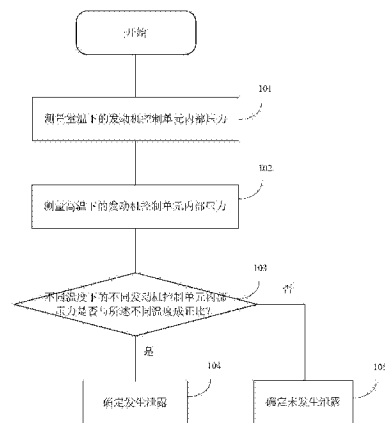 开始
101
测量室温下的发动机控制单元内部压力
102
测量高温下的发动机控制单元内部压力
103
不同温度下的不同发动机控制单元内部
压力是否与所述不同温度成正比?
否
是
104
105
确定发生泄露
确定未发生泄露